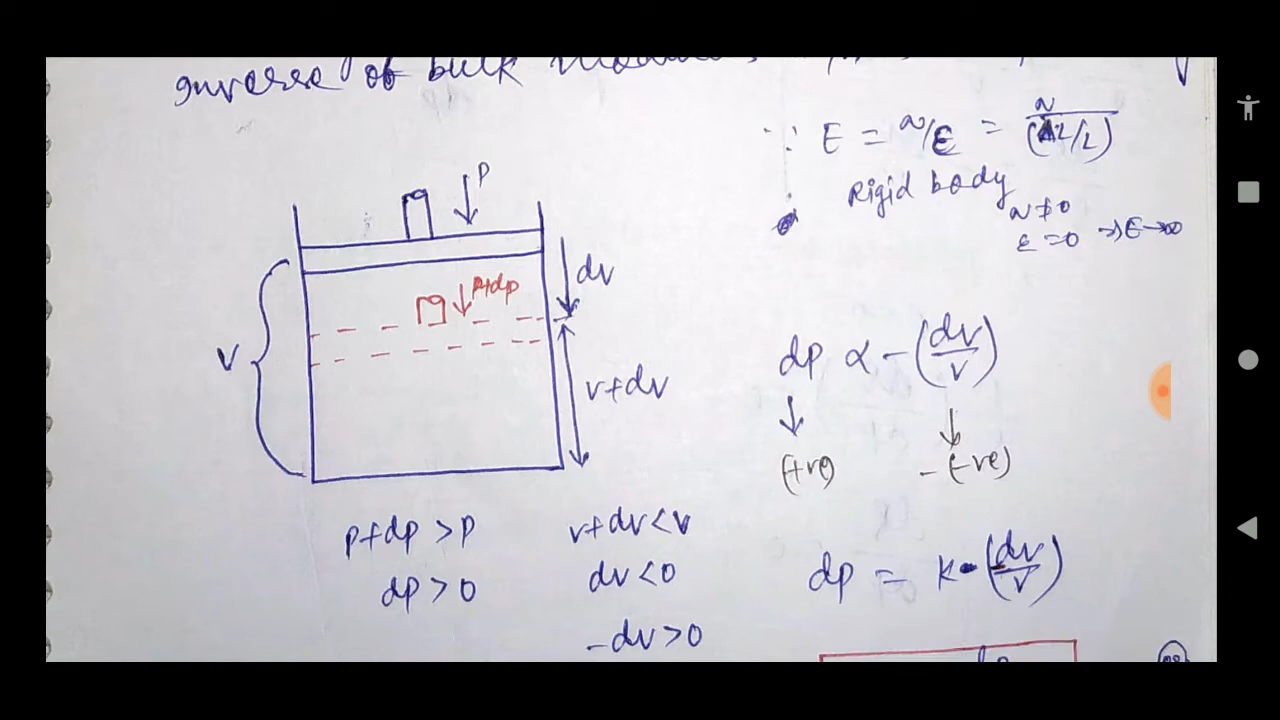 inverse of bulk
∵ E = σ/ε = σ/(ΔL/L)
Rigid body
σ ≠ 0
ε = 0 → E → ∞
P
dv
P+dp
V
v+dv
dp ∝ -(dv/v)
(+ve) -(-ve)
p+dp > p v+dv < v
dp > 0 dv < 0
-dv > 0
dp = k - (dv/v)